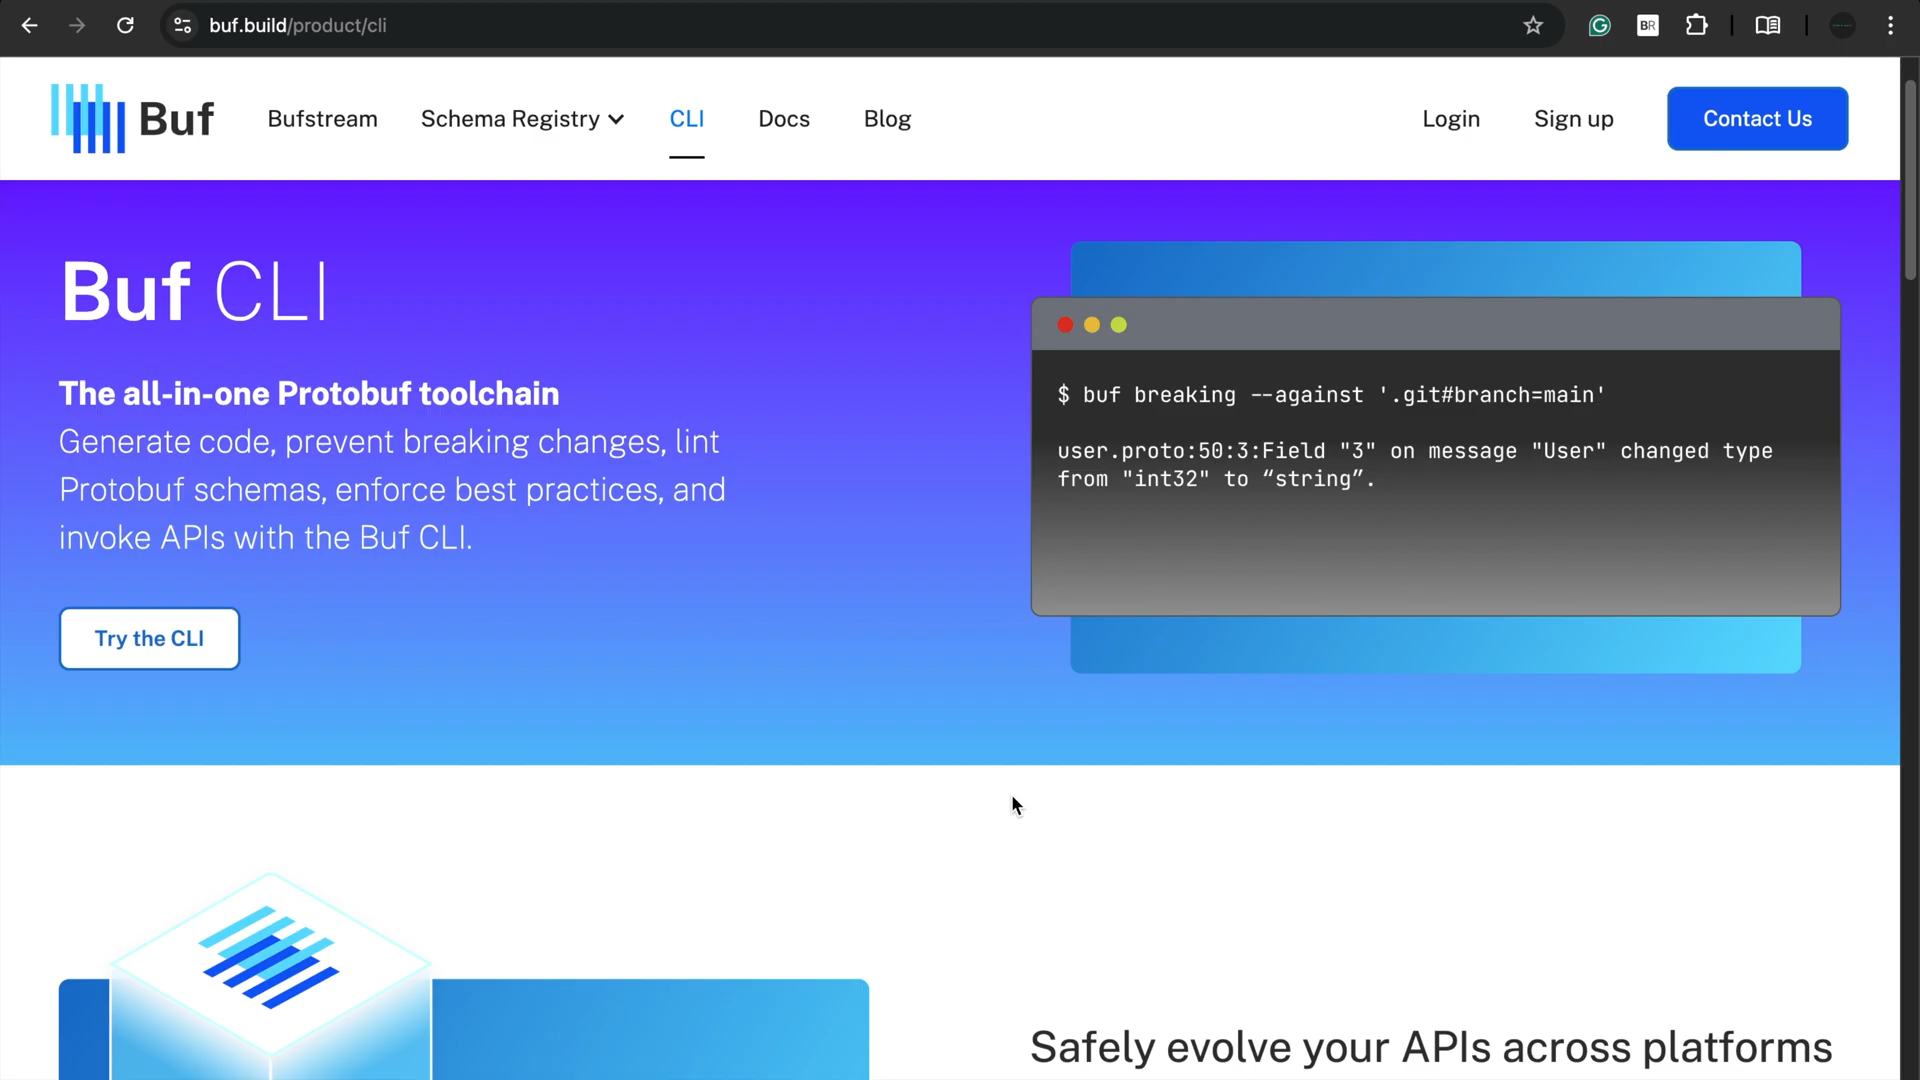 buf.build/product/cli
BR
Buf
Bufstream
Schema Registry
CLI
Docs
Blog
Login
Sign up
Contact Us
Buf CLI
The all-in-one Protobuf toolchain
Generate code, prevent breaking changes, lint
Protobuf schemas, enforce best practices, and
invoke APIs with the Buf CLI.
Try the CLI
$ buf breaking --against '.git#branch=main'
user.proto:50:3:Field "3" on message "User" changed type
from "int32" to “string”.
Safely evolve your APIs across platforms